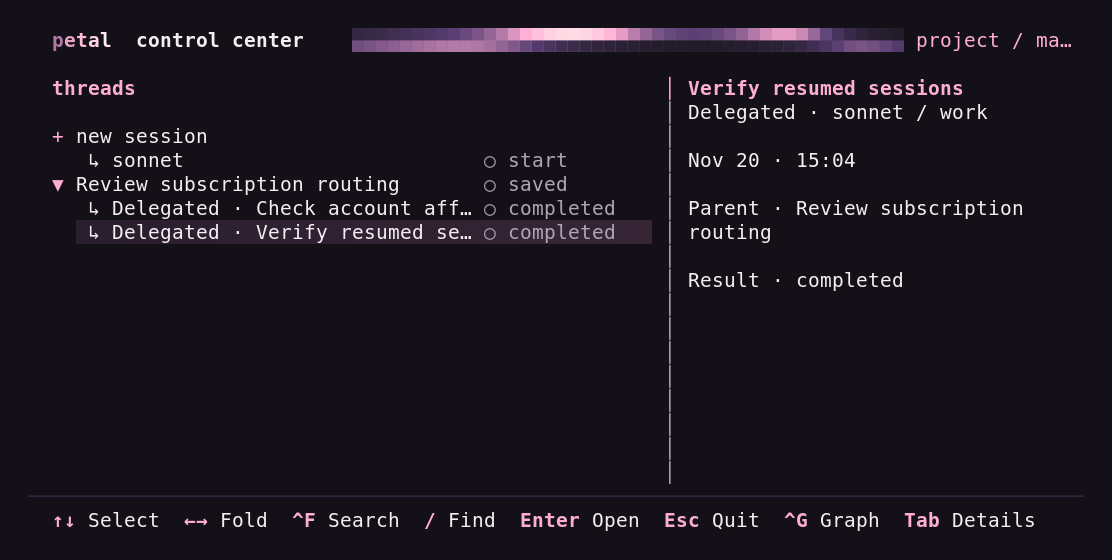 petal control center project / ma…
threads
+ new session
↳ sonnet ○ start
▼ Review subscription routing ○ saved
↳ Delegated · Check account aff… ○ completed
↳ Delegated · Verify resumed se… ○ completed
Verify resumed sessions
Delegated · sonnet / work
Nov 20 · 15:04
Parent · Review subscription
routing
Result · completed
↑↓ Select ←→ Fold ^F Search / Find Enter Open Esc Quit ^G Graph Tab Details